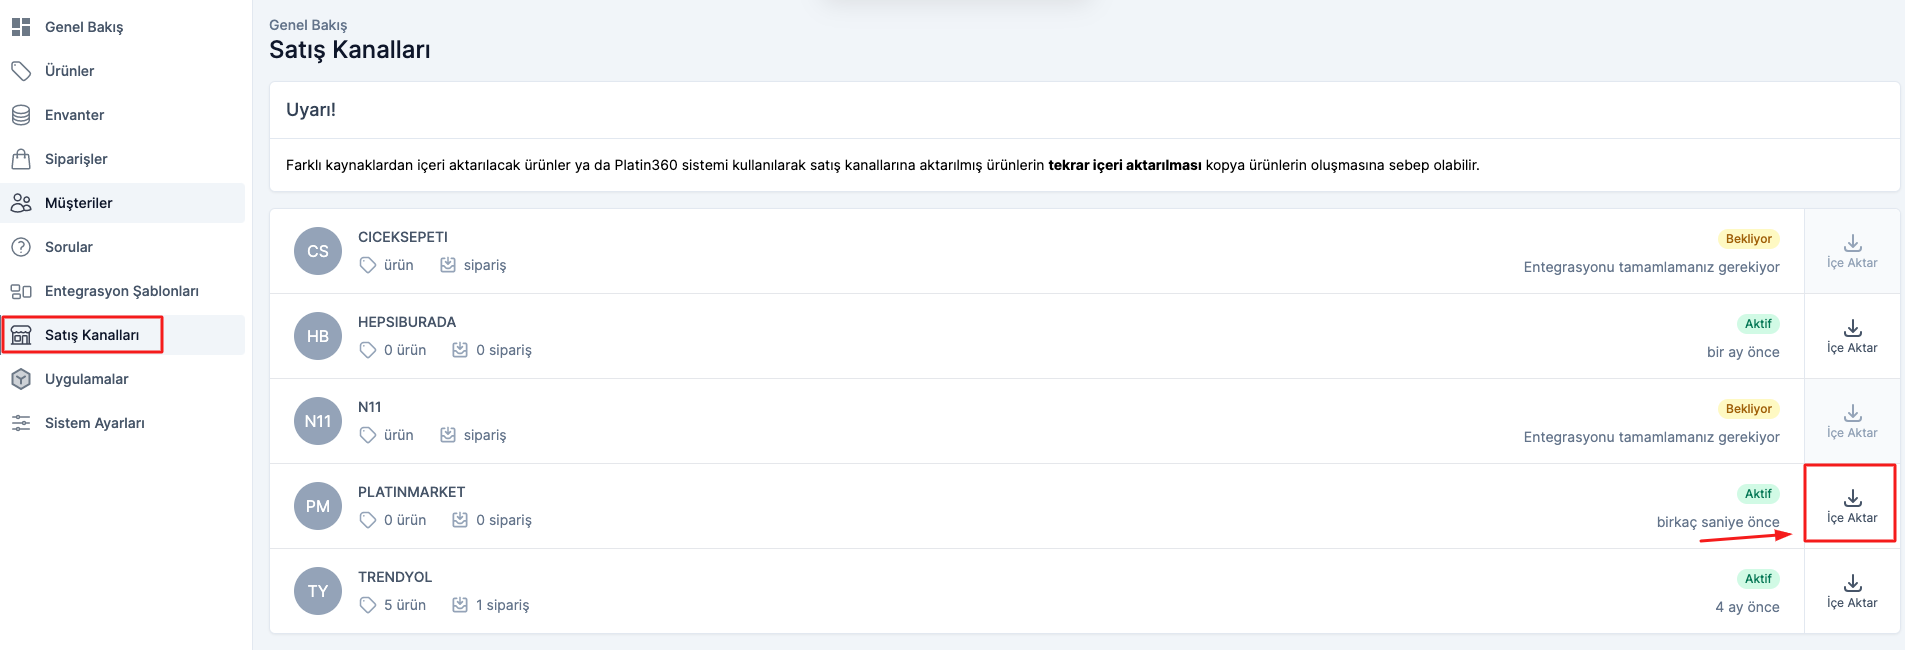 Genel Bakış
Ürünler
Envanter
Siparişler
Müşteriler
Sorular
Entegrasyon Şablonları
Satış Kanalları
Uygulamalar
Sistem Ayarları
Genel Bakış
Satış Kanalları
Uyarı!
Farklı kaynaklardan içeri aktarılacak ürünler ya da Platin360 sistemi kullanılarak satış kanallarına aktarılmış ürünlerin tekrar içeri aktarılması kopya ürünlerin oluşmasına sebep olabilir.
CS
CICEKSEPETI
ürün sipariş
Bekliyor
Entegrasyonu tamamlamanız gerekiyor
İçe Aktar
HB
HEPSIBURADA
0 ürün 0 sipariş
Aktif
bir ay önce
İçe Aktar
N11
N11
ürün sipariş
Bekliyor
Entegrasyonu tamamlamanız gerekiyor
İçe Aktar
PM
PLATINMARKET
0 ürün 0 sipariş
Aktif
birkaç saniye önce
İçe Aktar
TY
TRENDYOL
5 ürün 1 sipariş
Aktif
4 ay önce
İçe Aktar